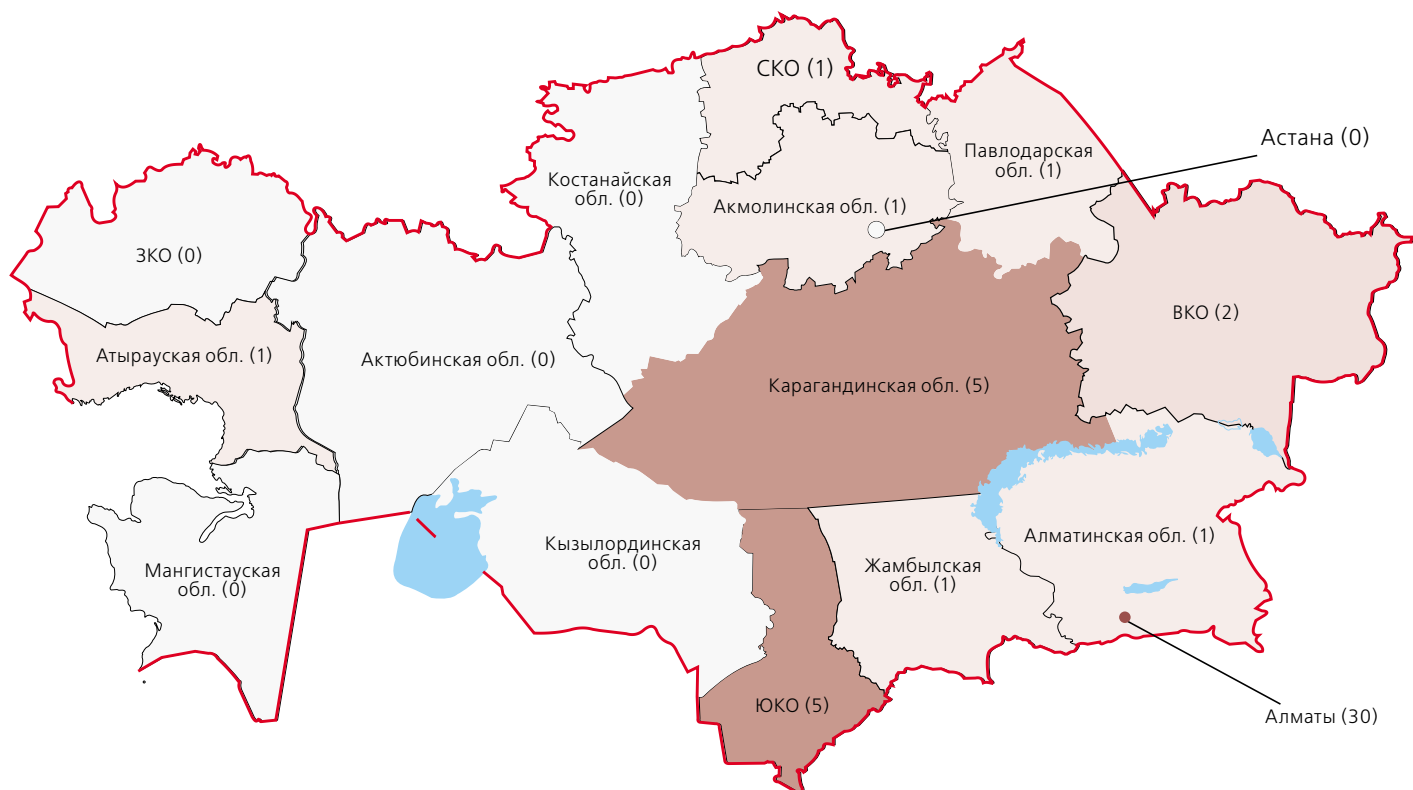 СКО (1)
Астана (0)
Павлодарская
обл. (1)
Костанайская
обл. (0)
Акмолинская обл. (1)
ЗКО (0)
ВКО (2)
Атырауская обл. (1)
Актюбинская обл. (0)
Карагандинская обл. (5)
Алматинская обл. (1)
Кызылординская
обл. (0)
Жамбылская
обл. (1)
Мангистауская
обл. (0)
ЮКО (5)
Алматы (30)